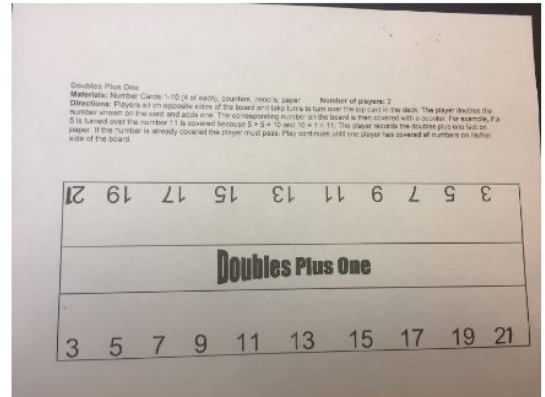 Doubles Plus One
Materials: Number Cards 1-10 (4 of each), counters, pencils, paper Number of players: 2
Directions: Players sit on opposite sides of the board and take turns to turn over the top card in the deck. The player doubles the
number shown on the card and adds one. The corresponding number on the board is then covered with a counter. For example, if a
5 is turned over the number 11 is covered because 5 + 5 = 10 and 10 + 1 = 11. The player records the doubles plus one fact on
paper. If the number is already covered the player must pass. Play continues until one player has covered all numbers on his/her
side of the board.
21 19 17 15 13 11 9 7 5 3
Doubles Plus One
3 5 7 9 11 13 15 17 19 21